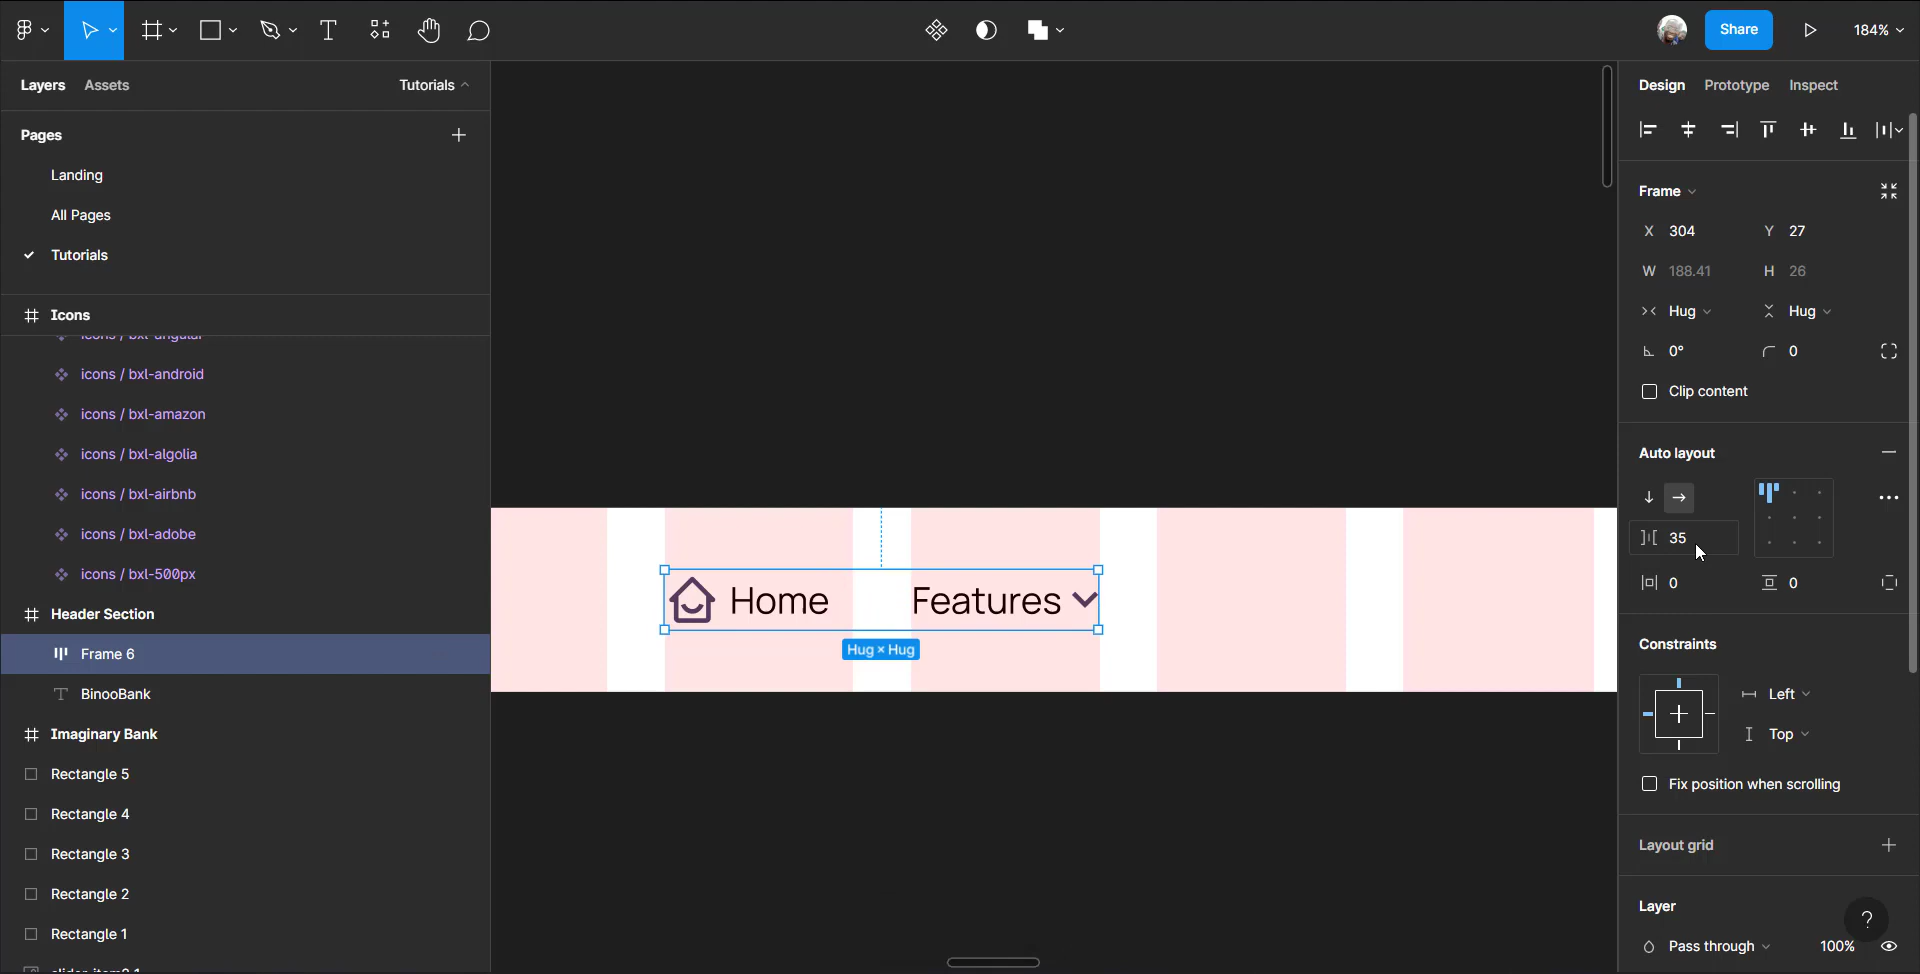 Share
184%
Layers
Assets
Tutorials
Pages
Landing
All Pages
Tutorials
Icons
icons / bxl-angular
icons / bxl-android
icons / bxl-amazon
icons / bxl-algolia
icons / bxl-airbnb
icons / bxl-adobe
icons / bxl-500px
Header Section
Frame 6
BinooBank
Imaginary Bank
Rectangle 5
Rectangle 4
Rectangle 3
Rectangle 2
Rectangle 1
Home
Features
Hug × Hug
Design
Prototype
Inspect
Frame
X 304
Y 27
W 188.41
H 26
Hug
Hug
0°
0
Clip content
Auto layout
35
0
0
Constraints
Left
Top
Fix position when scrolling
Layout grid
Layer
?
Pass through
100%